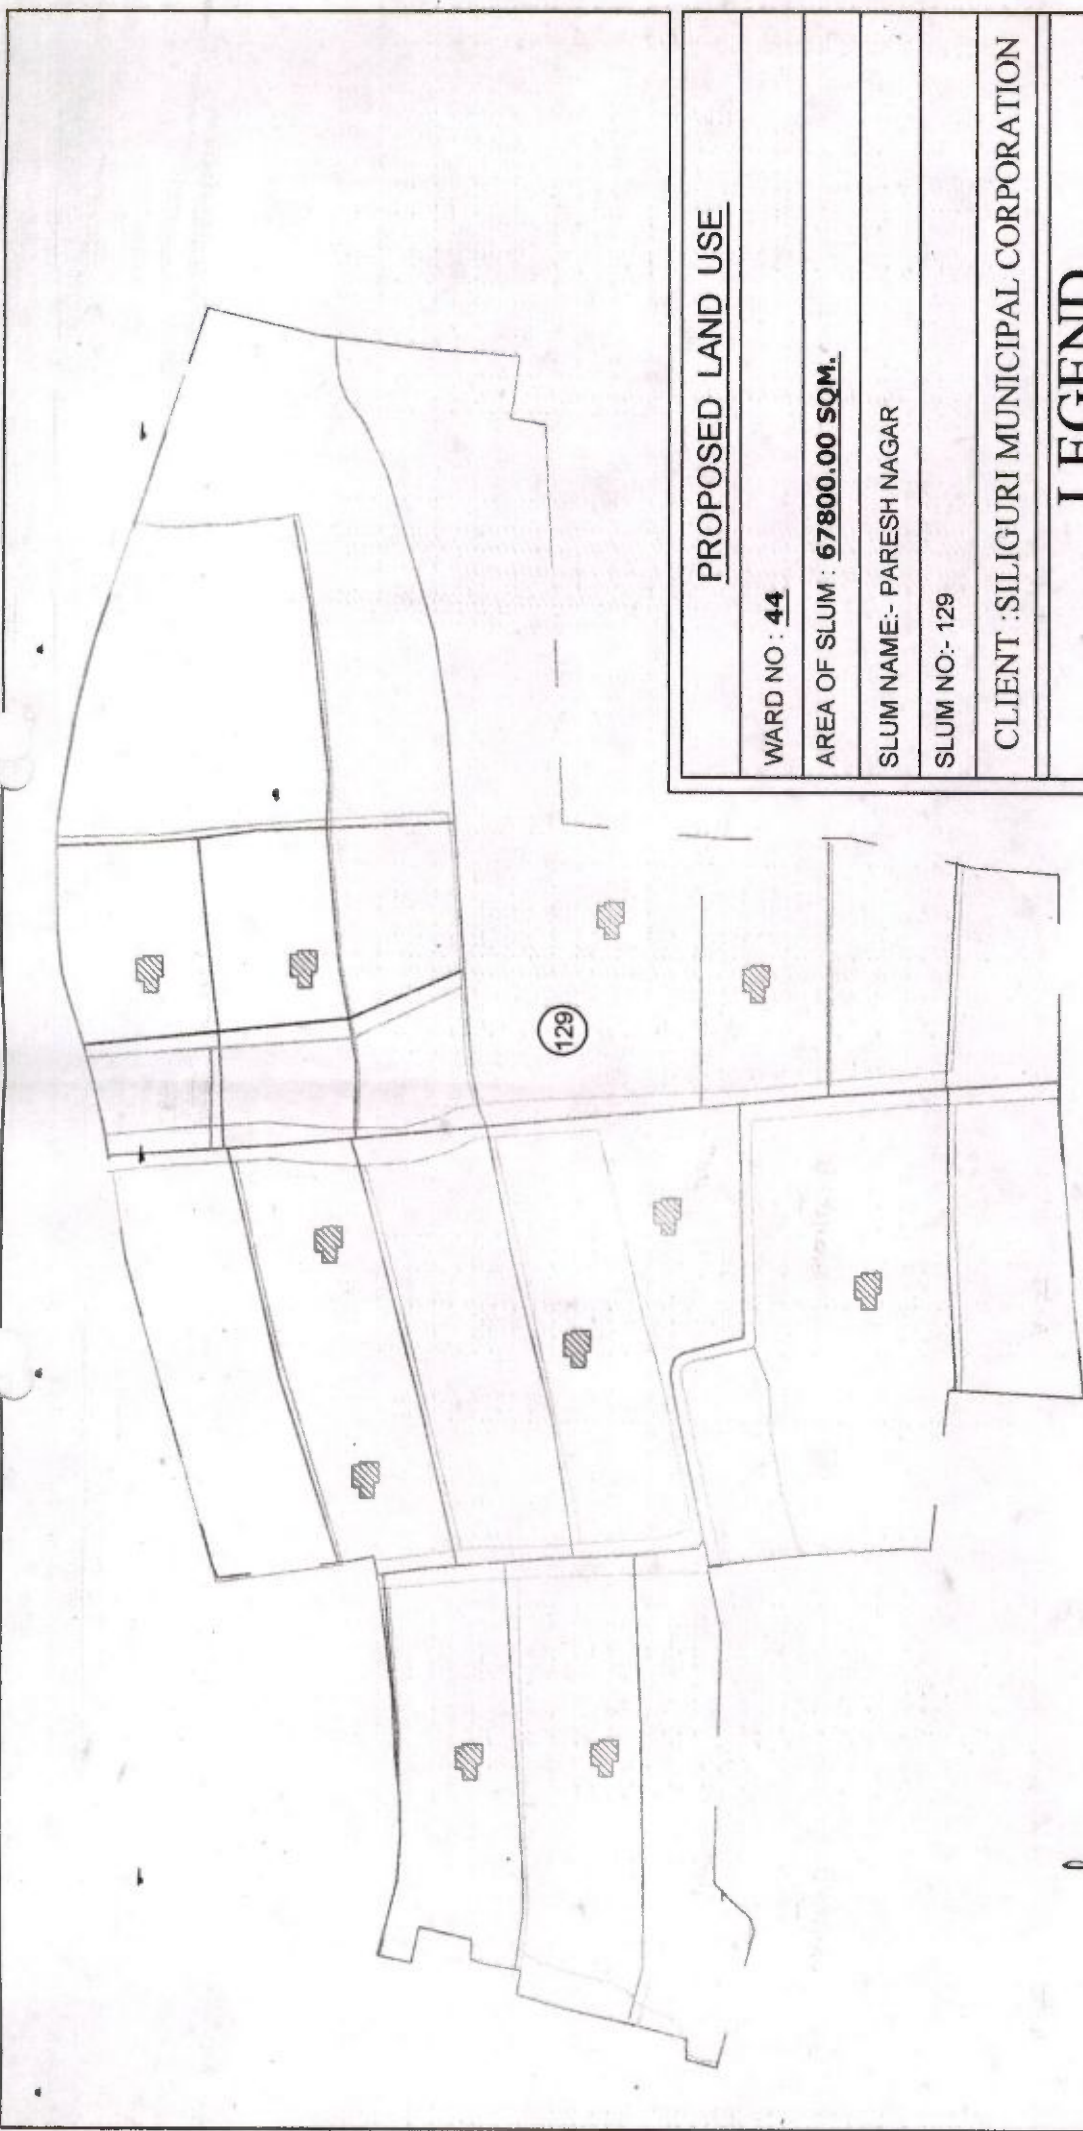 129
PROPOSED LAND USE
WARD NO : 44
AREA OF SLUM : 67800.00 SQM.
SLUM NAME:- PARESH NAGAR
SLUM NO:- 129
CLIENT :SILIGURI MUNICIPAL CORPORATION
LEGEND